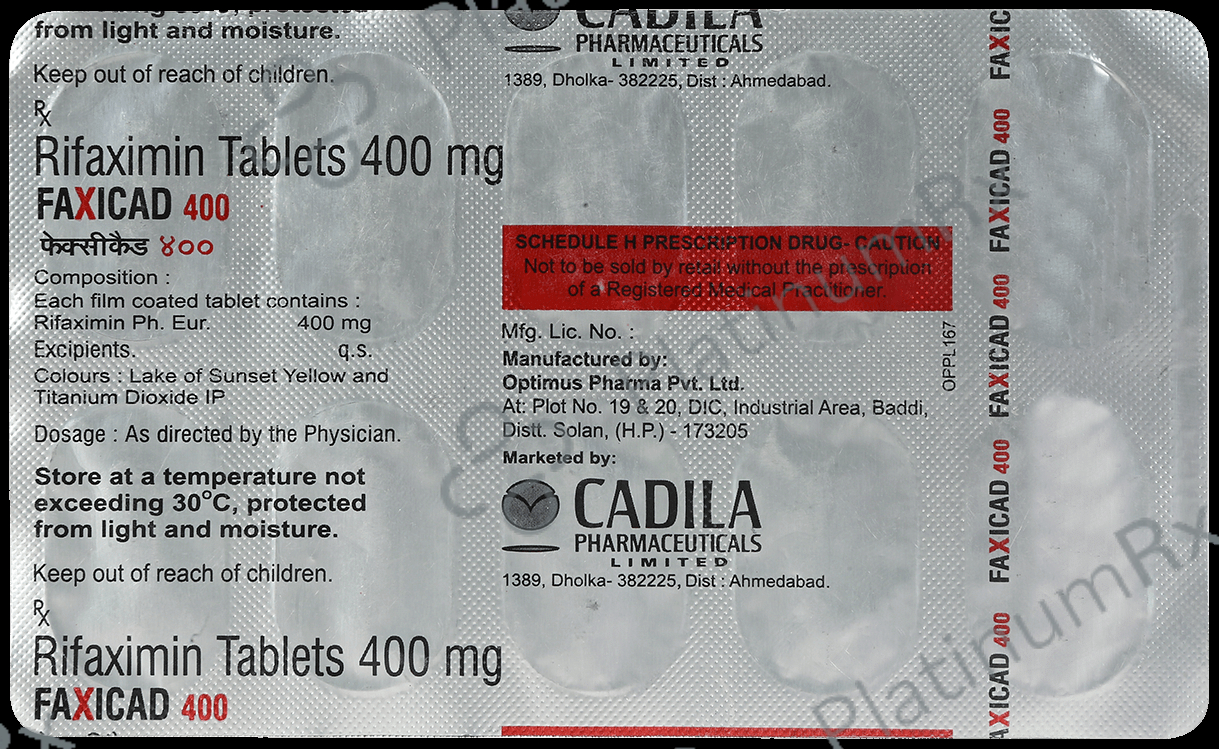 from light and moisture.
Keep out of reach of children.
Rx
Rifaximin Tablets 400 mg
FAXICAD 400
फेक्सीकैड ४००
Composition :
Each film coated tablet contains :
Rifaximin Ph. Eur. 400 mg
Excipients. q.s.
Colours : Lake of Sunset Yellow and
Titanium Dioxide IP
Dosage : As directed by the Physician.
Store at a temperature not
exceeding 30°C, protected
from light and moisture.
Keep out of reach of children.
Rx
Rifaximin Tablets 400 mg
FAXICAD 400
CADILA
PHARMACEUTICALS
LIMITED
1389, Dholka- 382225, Dist : Ahmedabad.
SCHEDULE H PRESCRIPTION DRUG- CAUTION
Not to be sold by retail without the prescription
of a Registered Medical Practitioner.
Mfg. Lic. No. :
Manufactured by:
Optimus Pharma Pvt. Ltd.
At: Plot No. 19 & 20, DIC, Industrial Area, Baddi,
Distt. Solan, (H.P.) - 173205
Marketed by:
CADILA
PHARMACEUTICALS
LIMITED
1389, Dholka- 382225, Dist : Ahmedabad.
OPPL167
FAXICAD 400
FAXICAD 400
FAXICAD 400
FAXICAD 400
FAXIC
PlatinumRx
PlatinumRx